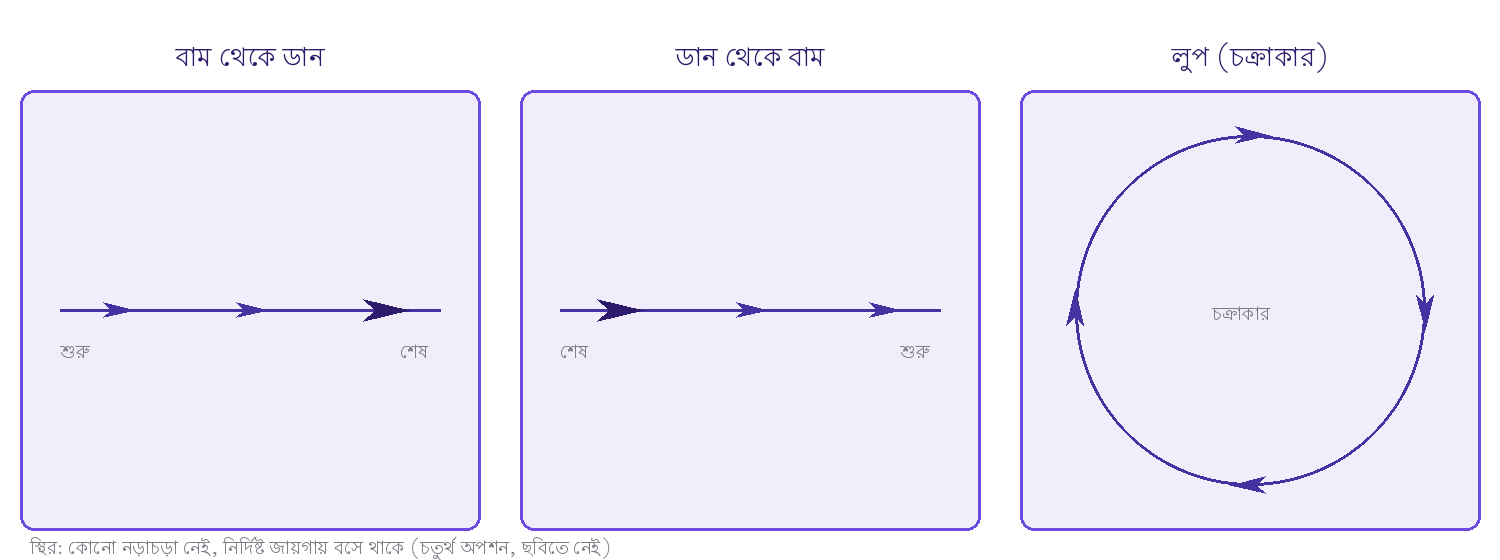 বাম থেকে ডান
ডান থেকে বাম
লুপ (চক্রাকার)
শুরু
শেষ
শেষ
শুরু
চক্রাকার
স্থির: কোনো নড়াচড়া নেই, নির্দিষ্ট জায়গায় বসে থাকে (চতুর্থ অপশন, ছবিতে নেই)